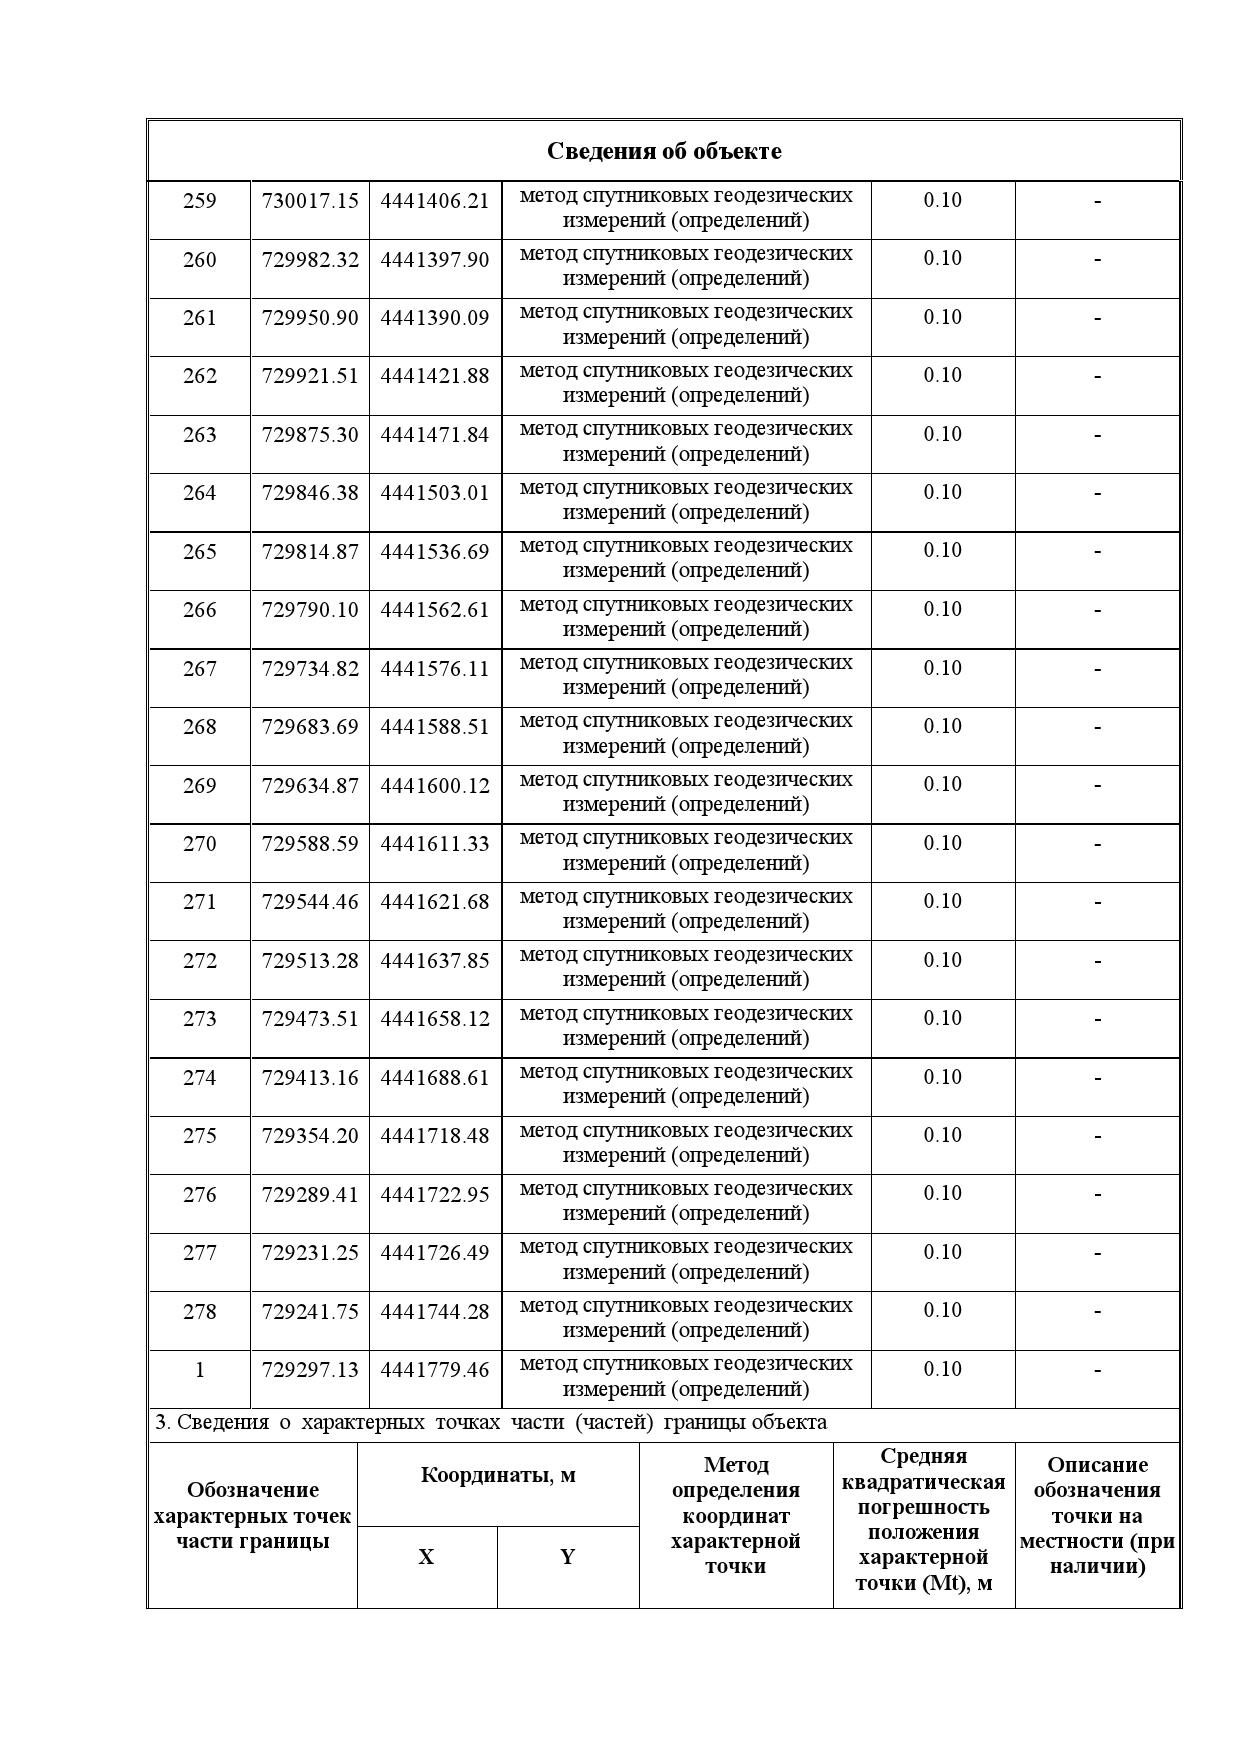 Сведения об объекте
259 730017.15 4441406.21 метод спутниковых геодезических измерений (определений) 0.10 -
260 729982.32 4441397.90 метод спутниковых геодезических измерений (определений) 0.10 -
261 729950.90 4441390.09 метод спутниковых геодезических измерений (определений) 0.10 -
262 729921.51 4441421.88 метод спутниковых геодезических измерений (определений) 0.10 -
263 729875.30 4441471.84 метод спутниковых геодезических измерений (определений) 0.10 -
264 729846.38 4441503.01 метод спутниковых геодезических измерений (определений) 0.10 -
265 729814.87 4441536.69 метод спутниковых геодезических измерений (определений) 0.10 -
266 729790.10 4441562.61 метод спутниковых геодезических измерений (определений) 0.10 -
267 729734.82 4441576.11 метод спутниковых геодезических измерений (определений) 0.10 -
268 729683.69 4441588.51 метод спутниковых геодезических измерений (определений) 0.10 -
269 729634.87 4441600.12 метод спутниковых геодезических измерений (определений) 0.10 -
270 729588.59 4441611.33 метод спутниковых геодезических измерений (определений) 0.10 -
271 729544.46 4441621.68 метод спутниковых геодезических измерений (определений) 0.10 -
272 729513.28 4441637.85 метод спутниковых геодезических измерений (определений) 0.10 -
273 729473.51 4441658.12 метод спутниковых геодезических измерений (определений) 0.10 -
274 729413.16 4441688.61 метод спутниковых геодезических измерений (определений) 0.10 -
275 729354.20 4441718.48 метод спутниковых геодезических измерений (определений) 0.10 -
276 729289.41 4441722.95 метод спутниковых геодезических измерений (определений) 0.10 -
277 729231.25 4441726.49 метод спутниковых геодезических измерений (определений) 0.10 -
278 729241.75 4441744.28 метод спутниковых геодезических измерений (определений) 0.10 -
1 729297.13 4441779.46 метод спутниковых геодезических измерений (определений) 0.10 -
3. Сведения о характерных точках части (частей) границы объекта
Обозначение
характерных точек
части границы
Координаты, м
X
Y
Метод
определения
координат
характерной
точки
Средняя
квадратическая
погрешность
положения
характерной
точки (Mt), м
Описание
обозначения
точки на
местности (при
наличии)